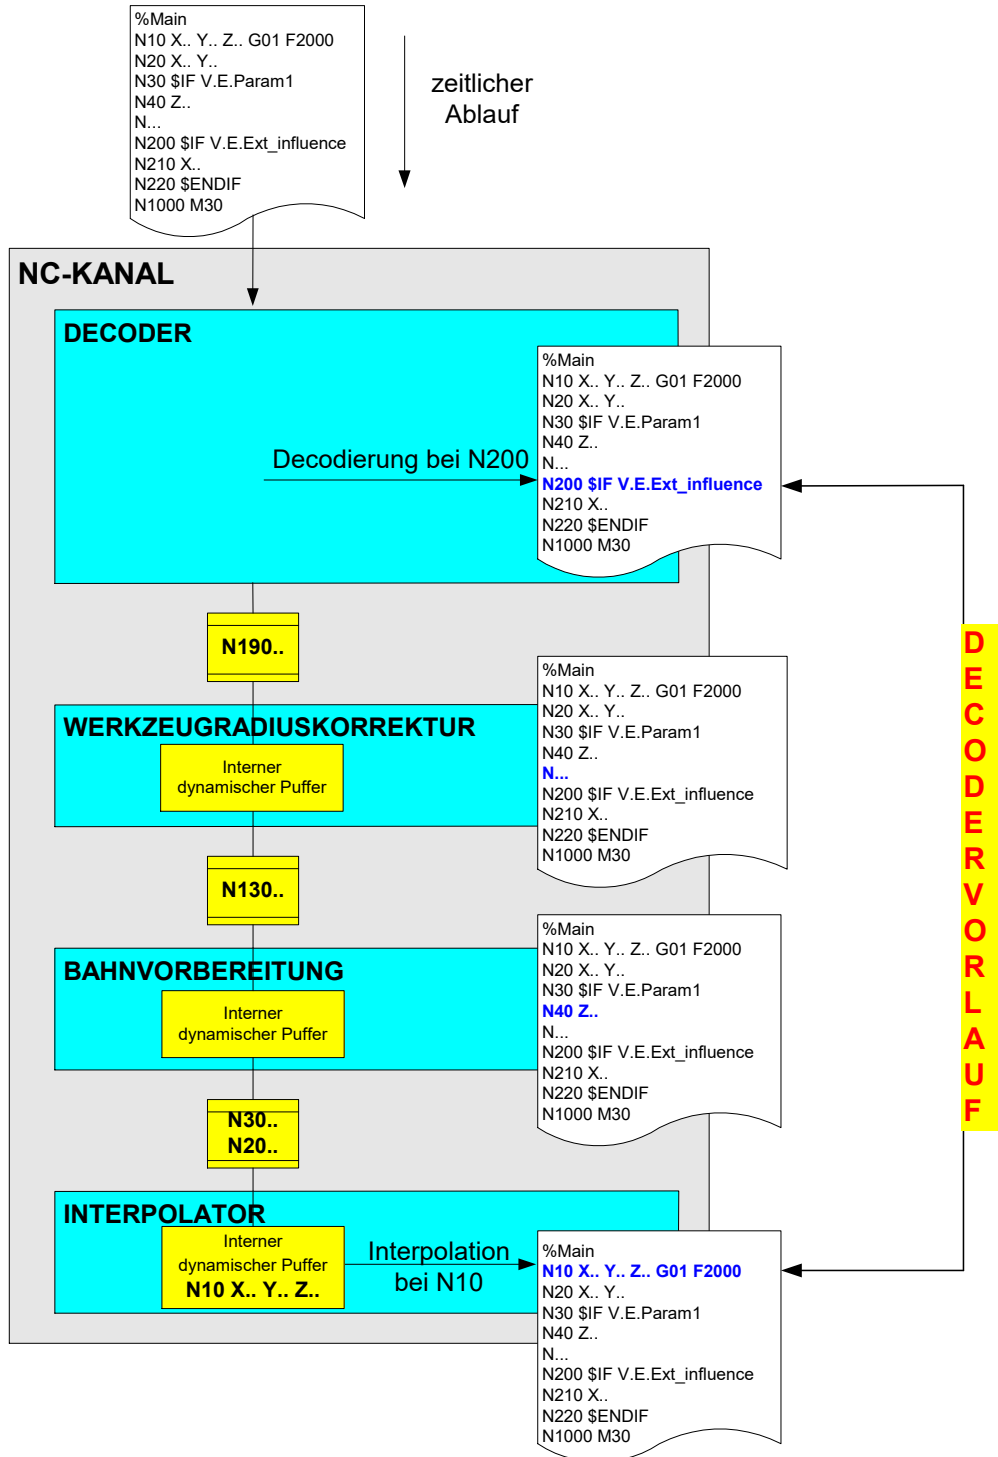 %Main
N10 X.. Y.. Z.. G01 F2000
N20 X.. Y..
N30 $IF V.E.Param1
N40 Z..
N...
N200 $IF V.E.Ext_influence
N210 X..
N220 $ENDIF
N1000 M30
zeitlicher
Ablauf
NC-KANAL
DECODER
Decodierung bei N200
%Main
N10 X.. Y.. Z.. G01 F2000
N20 X.. Y..
N30 $IF V.E.Param1
N40 Z..
N...
N200 $IF V.E.Ext_influence
N210 X..
N220 $ENDIF
N1000 M30
N190..
WERKZEUGRADIUSKORREKTUR
Interner
dynamischer Puffer
%Main
N10 X.. Y.. Z.. G01 F2000
N20 X.. Y..
N30 $IF V.E.Param1
N40 Z..
N...
N200 $IF V.E.Ext_influence
N210 X..
N220 $ENDIF
N1000 M30
N130..
BAHNVORBEREITUNG
Interner
dynamischer Puffer
%Main
N10 X.. Y.. Z.. G01 F2000
N20 X.. Y..
N30 $IF V.E.Param1
N40 Z..
N...
N200 $IF V.E.Ext_influence
N210 X..
N220 $ENDIF
N1000 M30
N30..
N20..
INTERPOLATOR
Interner
dynamischer Puffer
N10 X.. Y.. Z..
Interpolation
bei N10
%Main
N10 X.. Y.. Z.. G01 F2000
N20 X.. Y..
N30 $IF V.E.Param1
N40 Z..
N...
N200 $IF V.E.Ext_influence
N210 X..
N220 $ENDIF
N1000 M30
DECODERVORLAUF